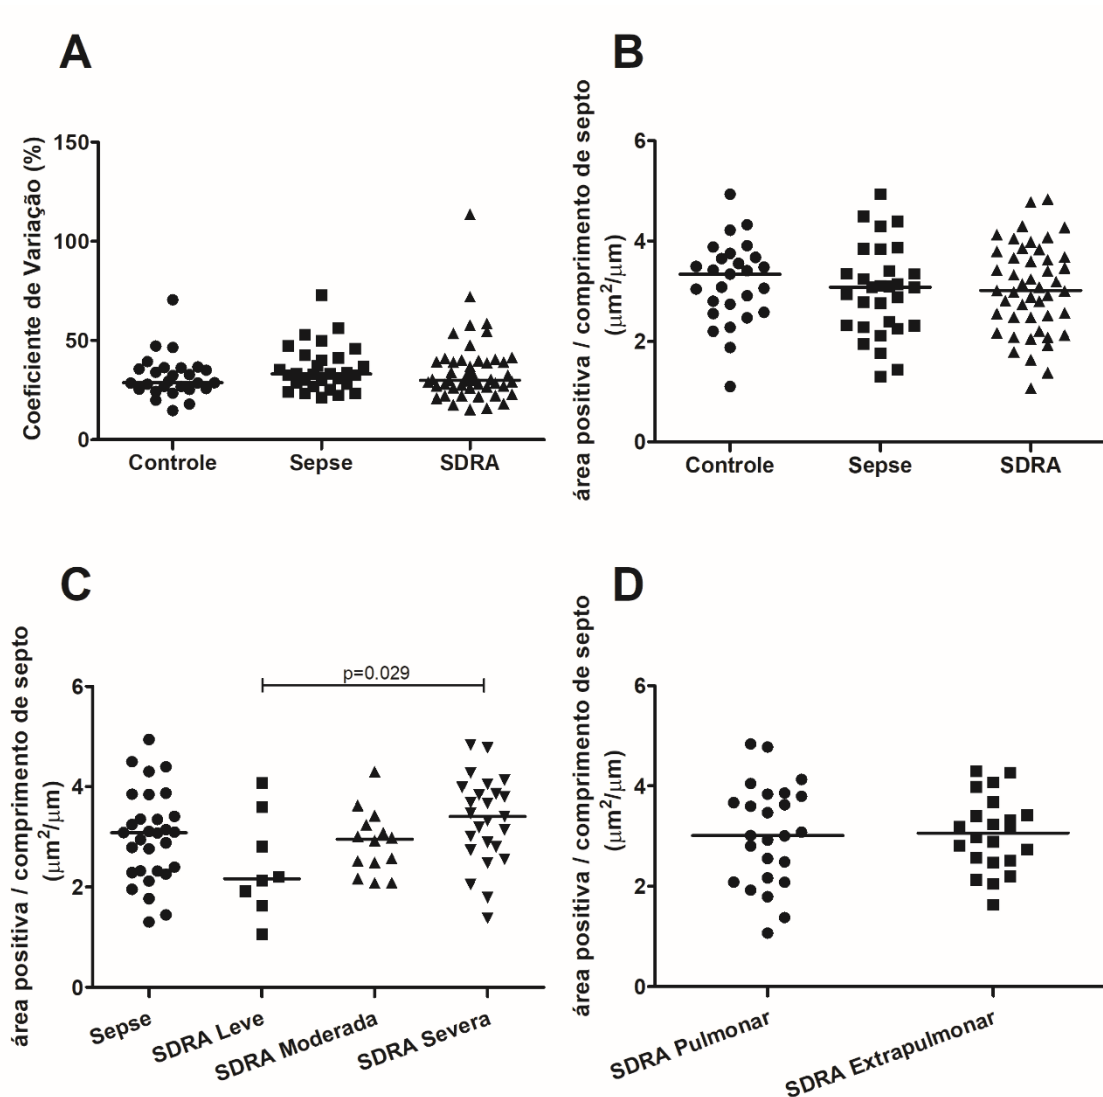 A
Coeficiente de Variação (%)
150
100
50
0
Controle
Sepse
SDRA
B
área positiva / comprimento de septo
(μm²/μm)
6
4
2
0
Controle
Sepse
SDRA
C
área positiva / comprimento de septo
(μm²/μm)
p=0.029
6
4
2
0
Sepse
SDRA Leve
SDRA Moderada
SDRA Severa
D
área positiva / comprimento de septo
(μm²/μm)
6
4
2
0
SDRA Pulmonar
SDRA Extrapulmonar